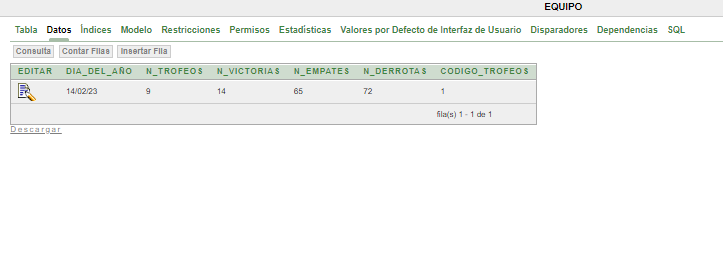 EQUIPO
Tabla Datos Índices Modelo Restricciones Permisos Estadísticas Valores por Defecto de Interfaz de Usuario Disparadores Dependencias SQL
Consulta Contar Filas Insertar Fila
EDITAR DIA_DEL_AÑO N_TROFEOS N_VICTORIAS N_EMPATES N_DERROTAS CODIGO_TROFEOS
14/02/23 9 14 65 72 1
fila(s) 1 - 1 de 1
Descargar